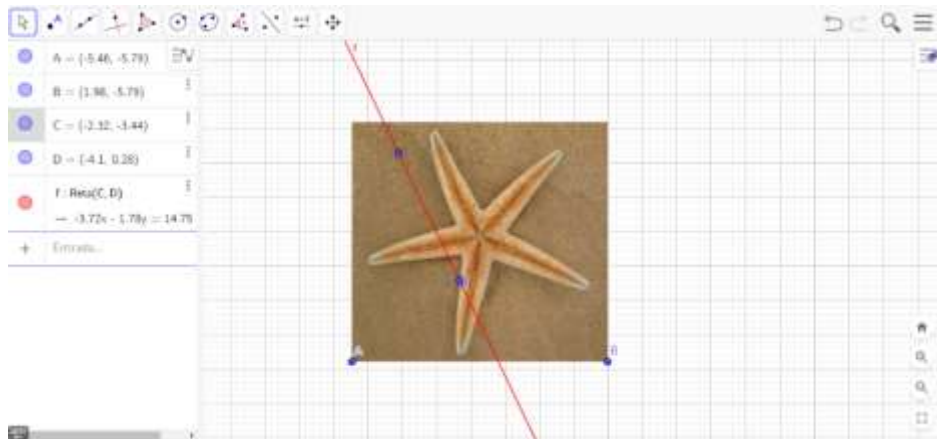 A = (-5.46, -5.79)
B = (1.98, -5.79)
C = (-2.32, -3.44)
D = (-4.1, 0.28)
f : Reta(C, D)
= -3.72x - 1.78y = 14.75
Entrada...
f
A
B